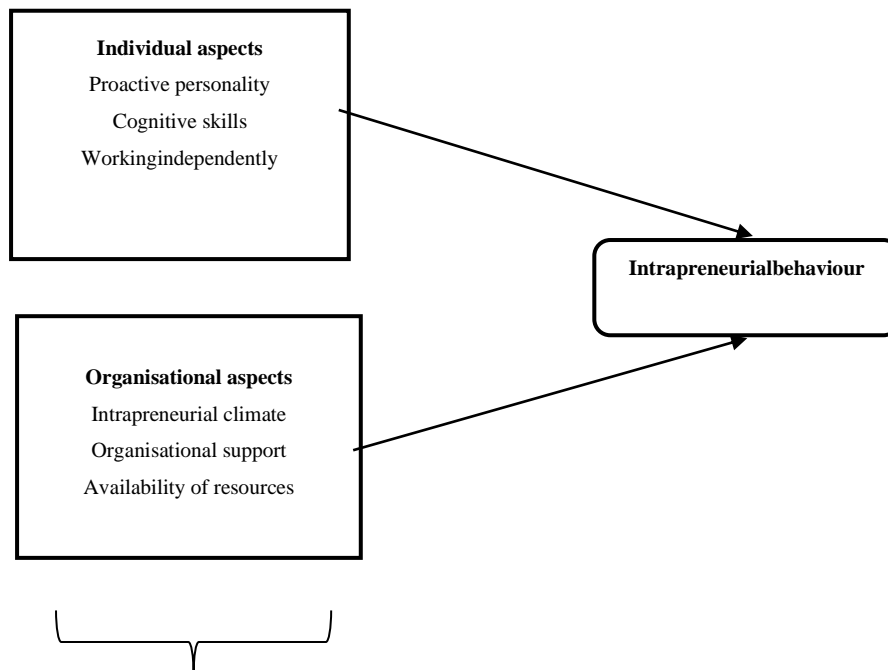 Individual aspects
Proactive personality
Cognitive skills
Workingindependently
Intrapreneurialbehaviour
Organisational aspects
Intrapreneurial climate
Organisational support
Availability of resources